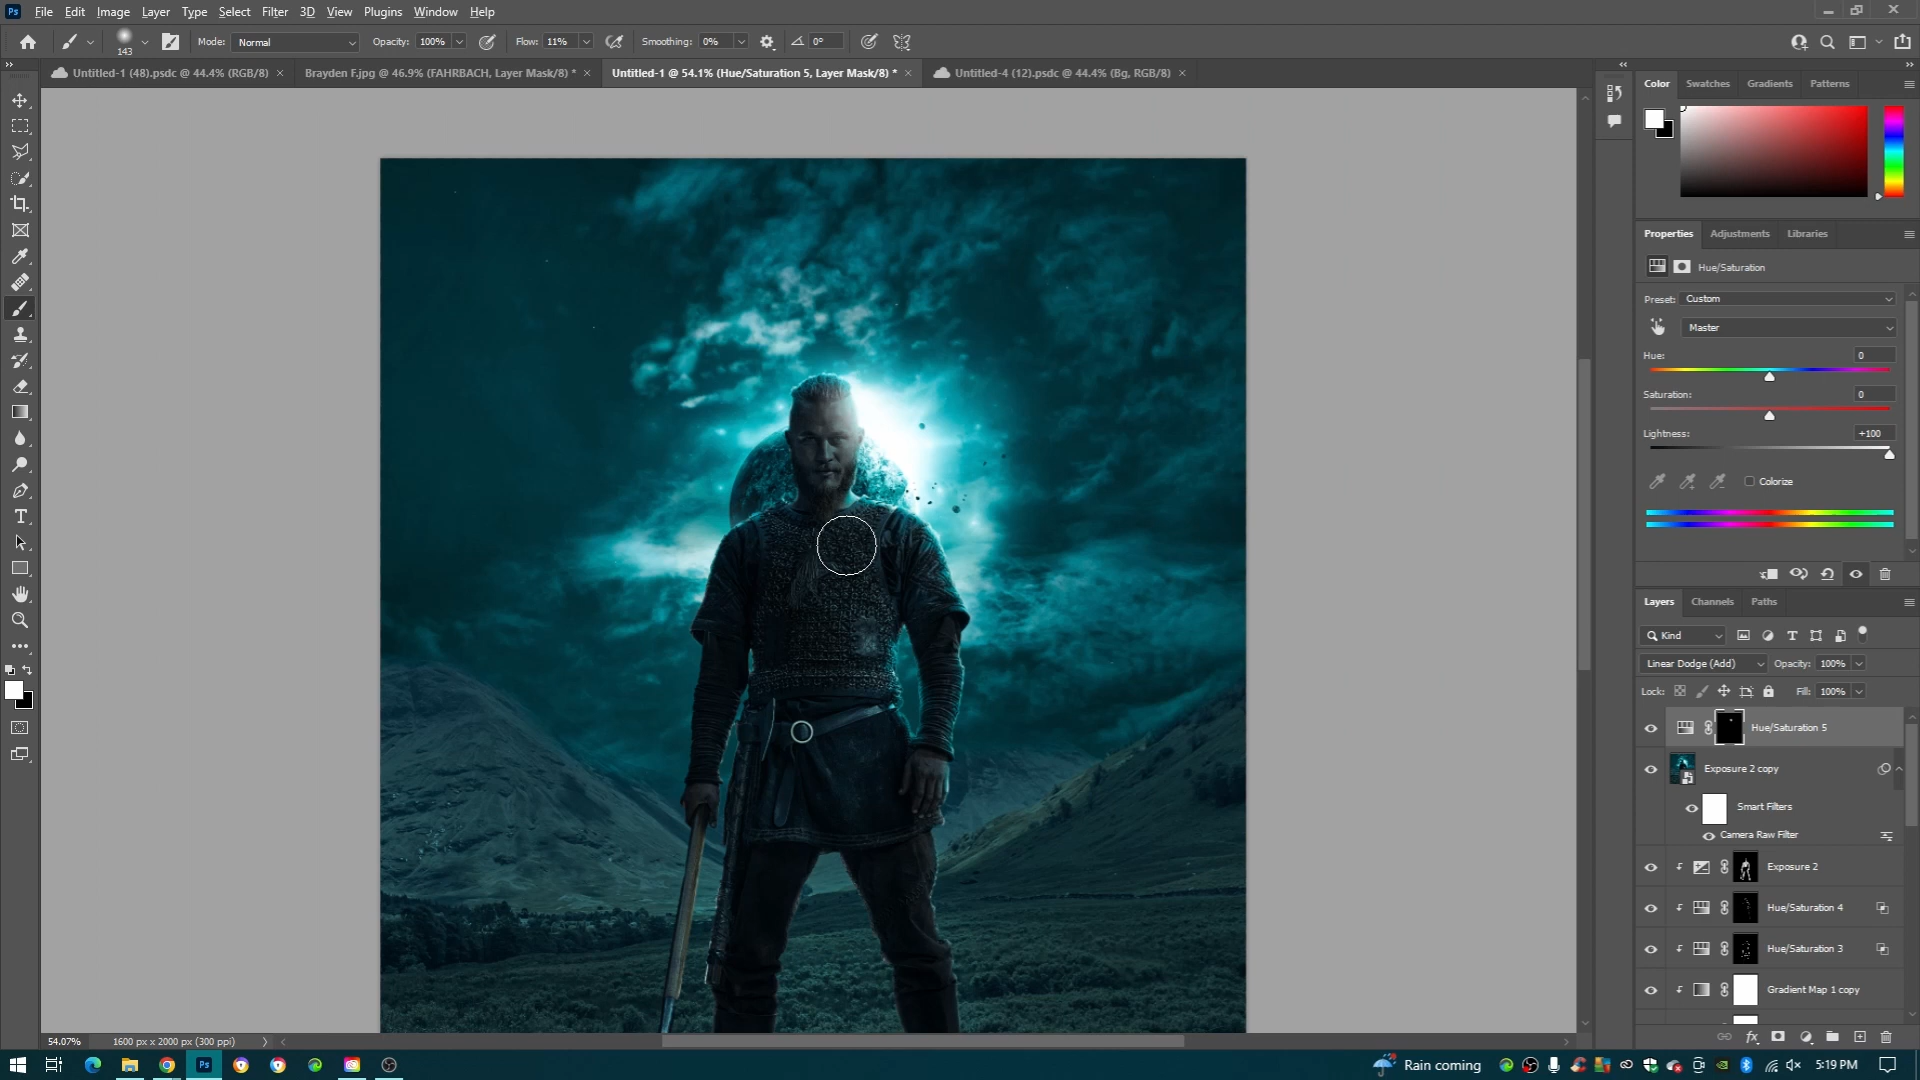 Ps File Edit Image Layer Type Select Filter 3D View Plugins Window Help
143 Mode: Normal Opacity: 100% Flow: 11% Smoothing: 0% 0°
Untitled-1 (48).psdc @ 44.4% (RGB/8) × Brayden F.jpg @ 46.9% (FAHRBACH, Layer Mask/8) * × Untitled-1 @ 54.1% (Hue/Saturation 5, Layer Mask/8) * × Untitled-4 (12).psdc @ 44.4% (Bg, RGB/8) ×
Color Swatches Gradients Patterns
Properties Adjustments Libraries
Hue/Saturation
Preset: Custom
Master
Hue: 0
Saturation: 0
Lightness: +100
Colorize
Layers Channels Paths
Kind
Linear Dodge (Add) Opacity: 100%
Lock: Fill: 100%
Hue/Saturation 5
Exposure 2 copy
Smart Filters
Camera Raw Filter
Exposure 2
Hue/Saturation 4
Hue/Saturation 3
Gradient Map 1 copy
fx
54.07% 1600 px x 2000 px (300 ppi)
Ps Rain coming 5:19 PM